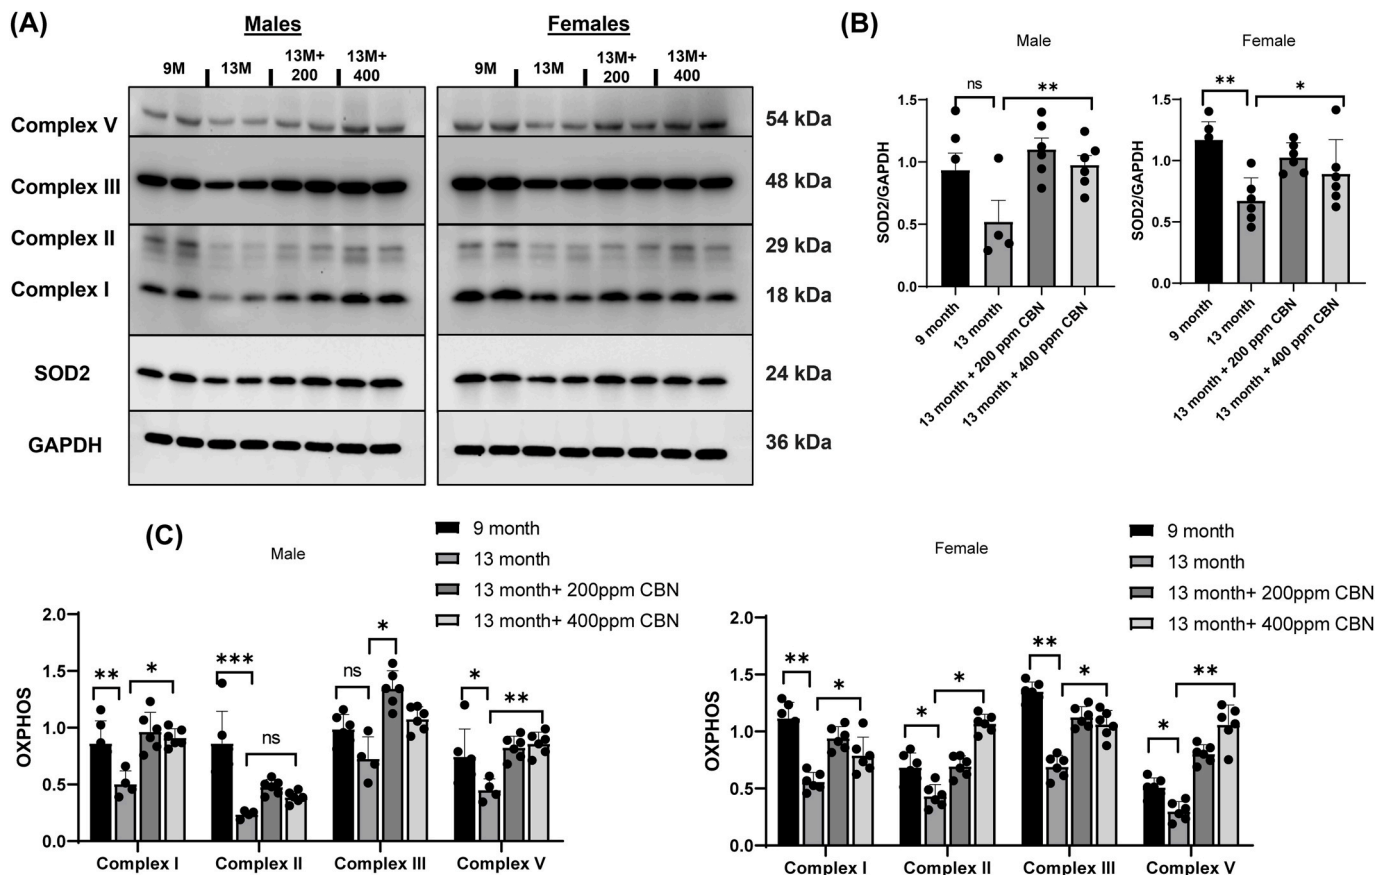 (A)
Males
Females
9M 13M 13M+ 200 13M+ 400
9M 13M 13M+ 200 13M+ 400
Complex V
54 kDa
Complex III
48 kDa
Complex II
29 kDa
Complex I
18 kDa
SOD2
24 kDa
GAPDH
36 kDa
(B)
Male
ns
**
SOD2/GAPDH
1.5
1.0
0.5
0.0
9 month
13 month
13 month + 200 ppm CBN
13 month + 400 ppm CBN
Female
**
*
SOD2/GAPDH
1.5
1.0
0.5
0.0
9 month
13 month
13 month + 200 ppm CBN
13 month + 400 ppm CBN
(C)
Male
9 month
13 month
13 month+ 200ppm CBN
13 month+ 400ppm CBN
OXPHOS
2.0
1.5
1.0
0.5
0.0
**
*
***
ns
ns
*
*
**
Complex I
Complex II
Complex III
Complex V
Female
9 month
13 month
13 month+ 200ppm CBN
13 month+ 400ppm CBN
OXPHOS
2.0
1.5
1.0
0.5
0.0
**
*
*
*
**
*
*
**
Complex I
Complex II
Complex III
Complex V